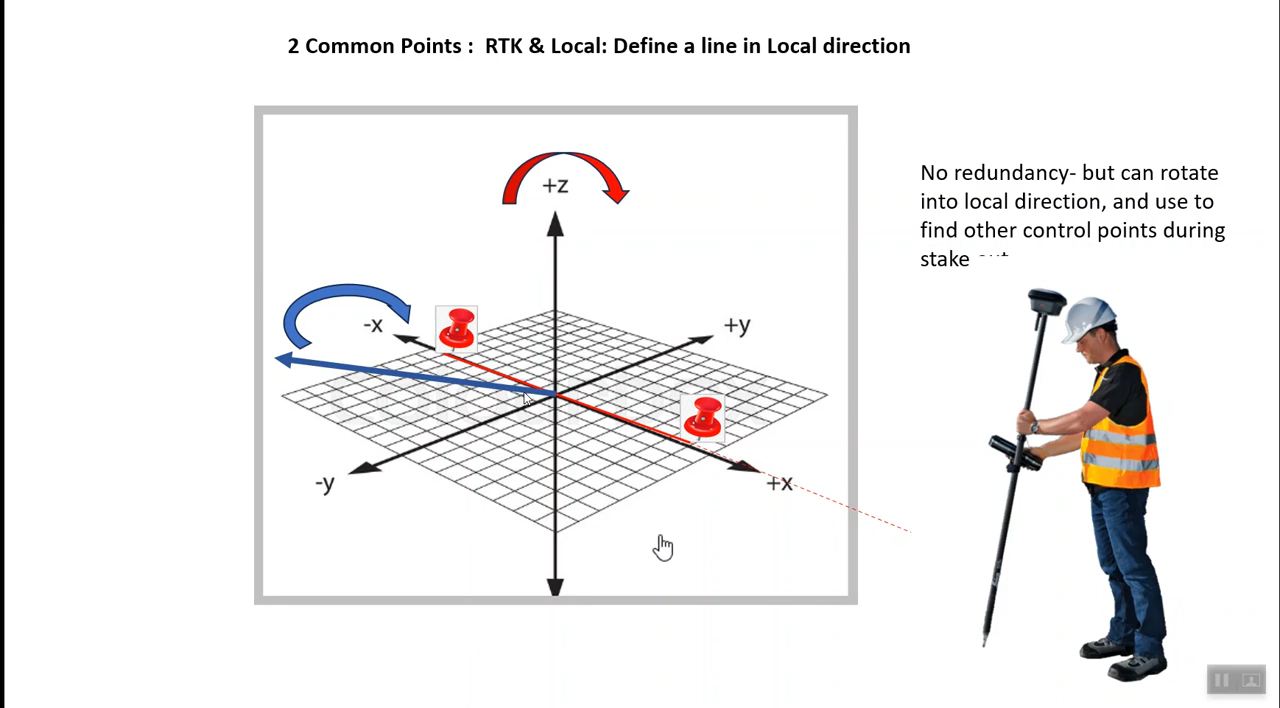 2 Common Points : RTK & Local: Define a line in Local direction
No redundancy- but can rotate
into local direction, and use to
find other control points during
stake
+z
-x
+y
-y
+x